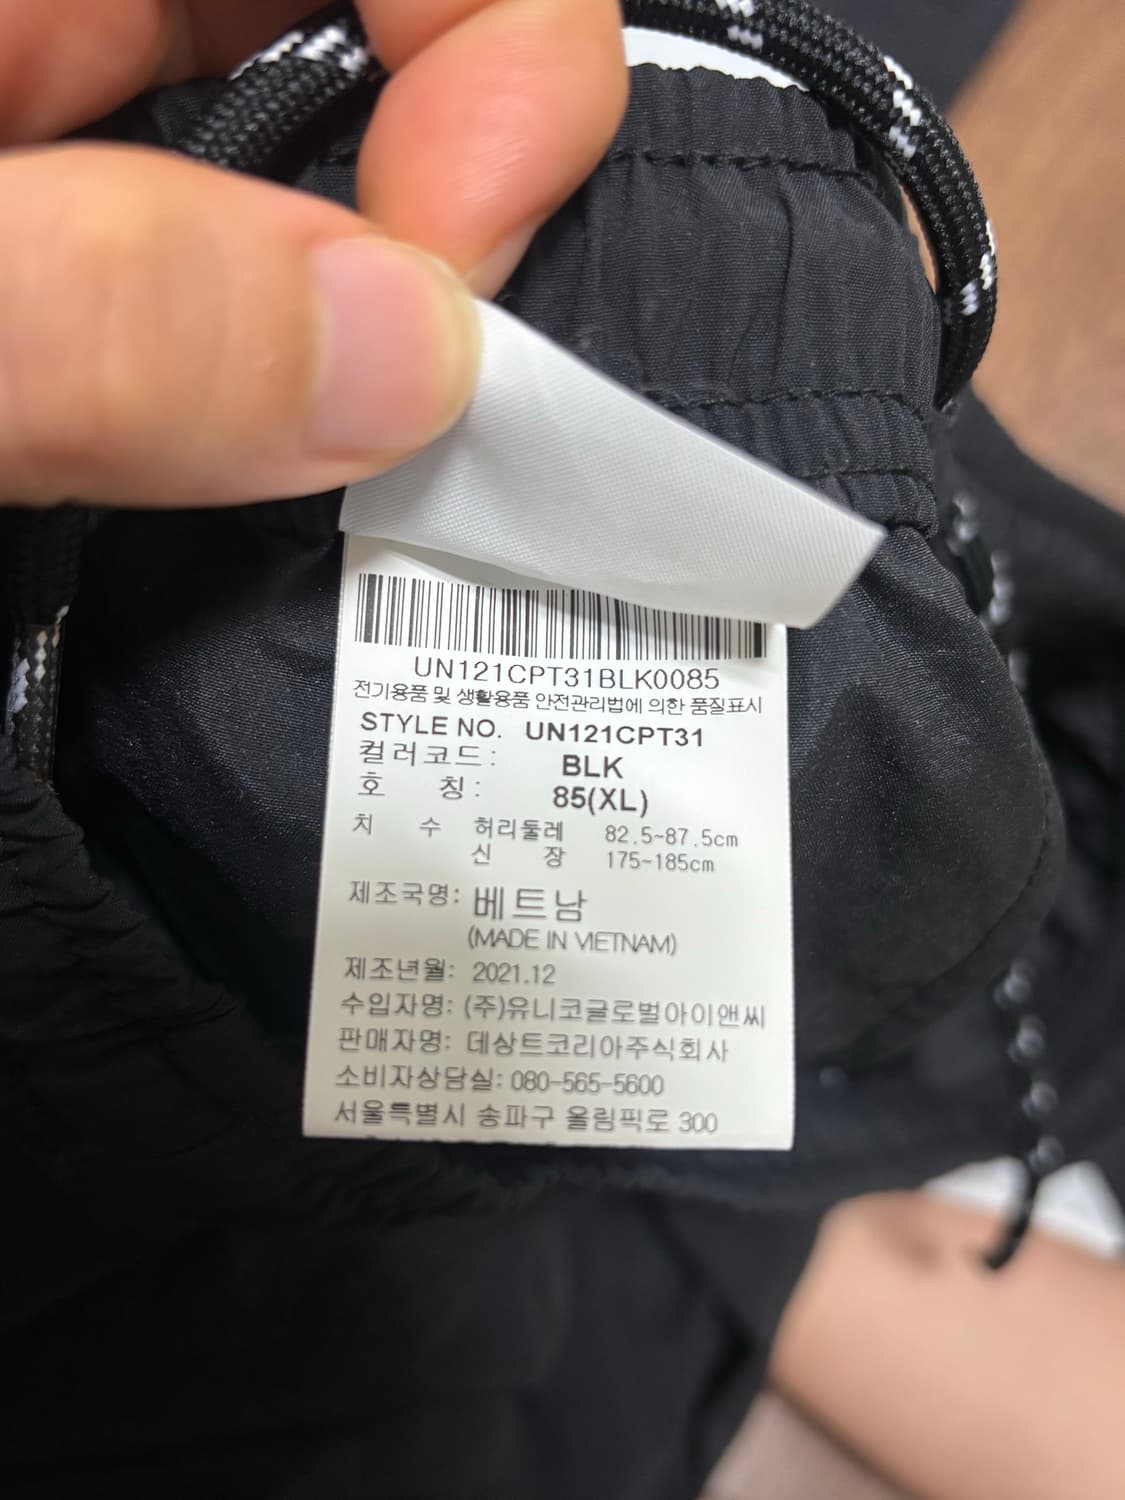 UN121CPT31BLK0085
전기용품 및 생활용품 안전관리법에 의한 품질표시
STYLE NO. UN121CPT31
컬러코드: BLK
호 칭: 85(XL)
치 수 허리둘레 82.5~87.5cm
신 장 175~185cm
제조국명: 베트남
(MADE IN VIETNAM)
제조년월: 2021.12
수입자명: (주)유니코글로벌아이앤씨
판매자명: 데상트코리아주식회사
소비자상담실: 080-565-5600
서울특별시 송파구 올림픽로 300